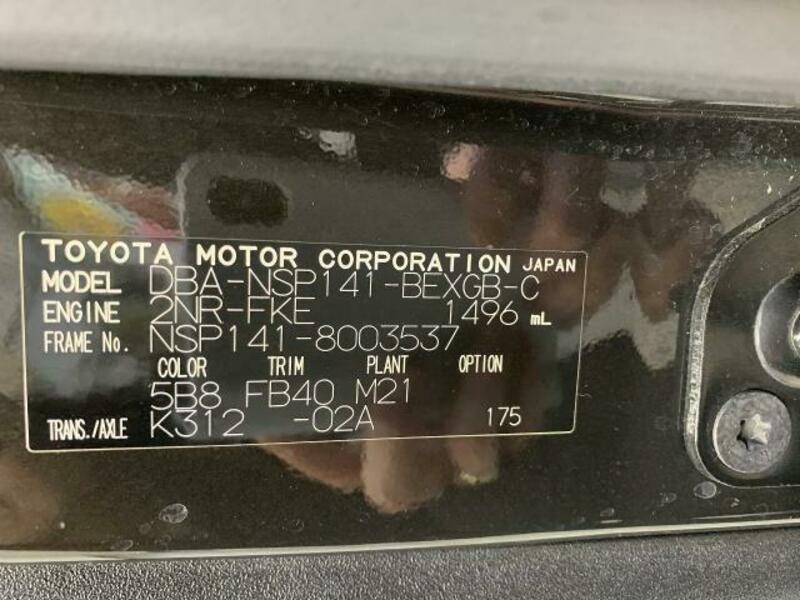 TOYOTA MOTOR CORPORATION JAPAN
MODEL DBA-NSP141-BEXGB-C
ENGINE 2NR-FKE 1496 mL
FRAME No. NSP141-8003537
COLOR TRIM PLANT OPTION
5B8 FB40 M21
TRANS./AXLE K312 -02A 175